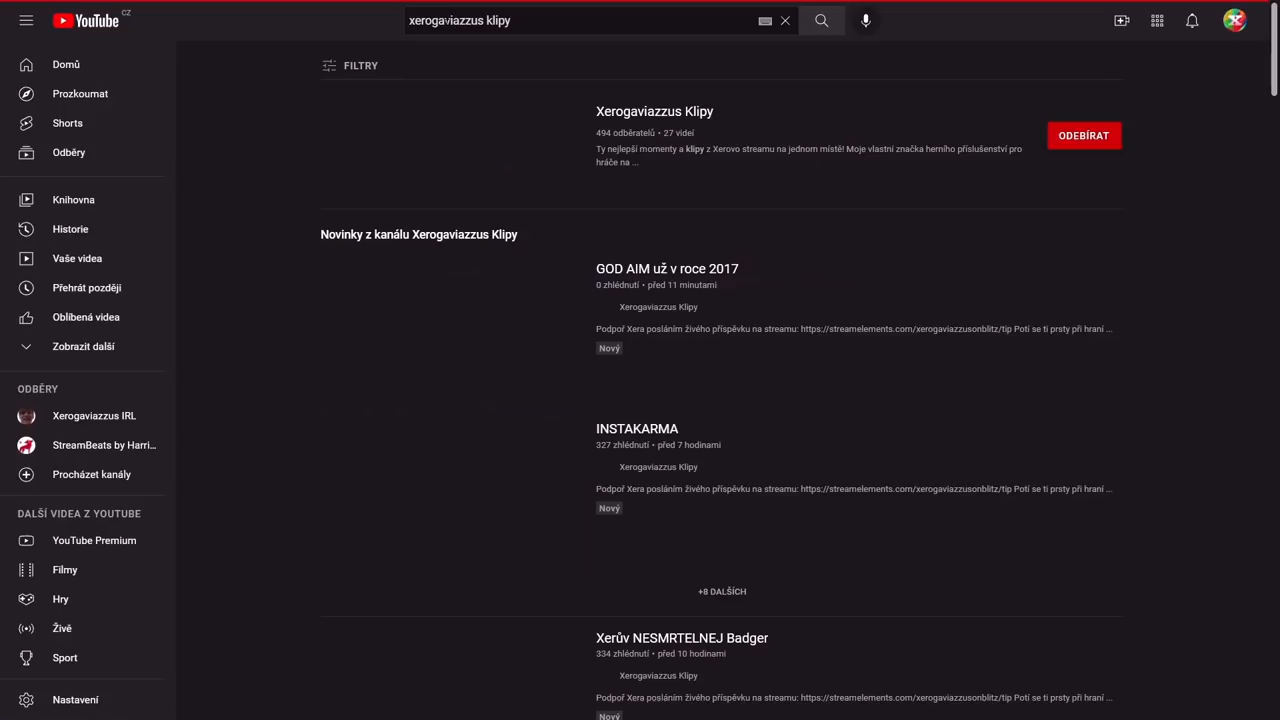 YouTube CZ
xerogaviazzus klipy
Domů
Prozkoumat
Shorts
Odběry
Knihovna
Historie
Vaše videa
Přehrát později
Oblíbená videa
Zobrazit další
ODBĚRY
Xerogaviazzus IRL
StreamBeats by Harri...
Procházet kanály
DALŠÍ VIDEA Z YOUTUBE
YouTube Premium
Filmy
Hry
Živě
Sport
Nastavení
FILTRY
Xerogaviazzus Klipy
494 odběratelů • 27 videí
Ty nejlepší momenty a klipy z Xerovo streamu na jednom místě! Moje vlastní značka herního příslušenství pro
hráče na ...
ODEBÍRAT
Novinky z kanálu Xerogaviazzus Klipy
GOD AIM už v roce 2017
0 zhlédnutí • před 11 minutami
Xerogaviazzus Klipy
Podpoř Xera posláním živého příspěvku na streamu: https://streamelements.com/xerogaviazzusonblitz/tip Potí se ti prsty při hraní ...
Nový
INSTAKARMA
327 zhlédnutí • před 7 hodinami
Xerogaviazzus Klipy
Podpoř Xera posláním živého příspěvku na streamu: https://streamelements.com/xerogaviazzusonblitz/tip Potí se ti prsty při hraní ...
Nový
+8 DALŠÍCH
Xerův NESMRTELNEJ Badger
334 zhlédnutí • před 10 hodinami
Xerogaviazzus Klipy
Podpoř Xera posláním živého příspěvku na streamu: https://streamelements.com/xerogaviazzusonblitz/tip Potí se ti prsty při hraní ...
Nový